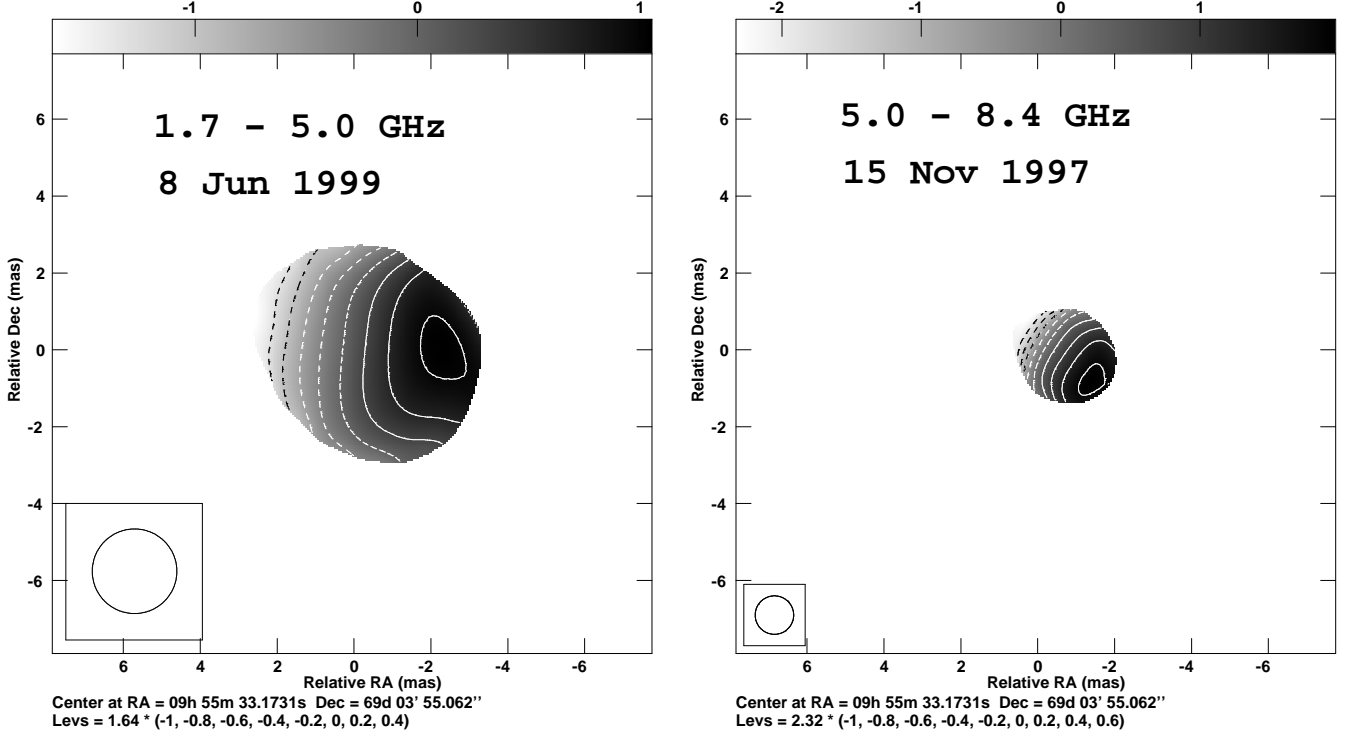 -1 0 1
1.7 - 5.0 GHz
8 Jun 1999
Relative Dec (mas)
6
4
2
0
-2
-4
-6
6 4 2 0 -2 -4 -6
Relative RA (mas)
Center at RA = 09h 55m 33.1731s Dec = 69d 03' 55.062''
Levs = 1.64 * (-1, -0.8, -0.6, -0.4, -0.2, 0, 0.2, 0.4)
-2 -1 0 1
5.0 - 8.4 GHz
15 Nov 1997
Relative Dec (mas)
6
4
2
0
-2
-4
-6
6 4 2 0 -2 -4 -6
Relative RA (mas)
Center at RA = 09h 55m 33.1731s Dec = 69d 03' 55.062''
Levs = 2.32 * (-1, -0.8, -0.6, -0.4, -0.2, 0, 0.2, 0.4, 0.6)